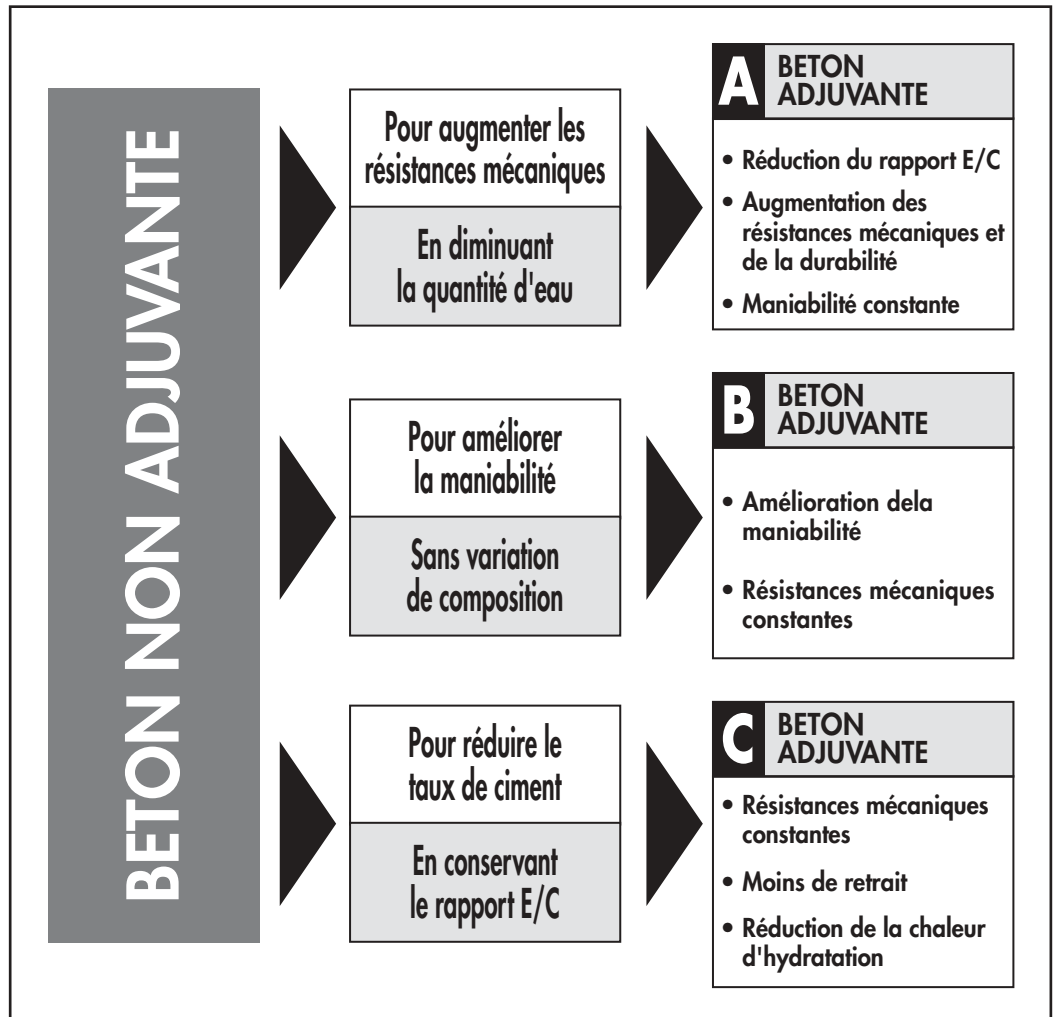 BETON NON ADJUVANTE
Pour augmenter les
résistances mécaniques
En diminuant
la quantité d'eau
A
BETON
ADJUVANTE
• Réduction du rapport E/C
• Augmentation des
résistances mécaniques et
de la durabilité
• Maniabilité constante
Pour améliorer
la maniabilité
Sans variation
de composition
B
BETON
ADJUVANTE
• Amélioration dela
maniabilité
• Résistances mécaniques
constantes
Pour réduire le
taux de ciment
En conservant
le rapport E/C
C
BETON
ADJUVANTE
• Résistances mécaniques
constantes
• Moins de retrait
• Réduction de la chaleur
d'hydratation